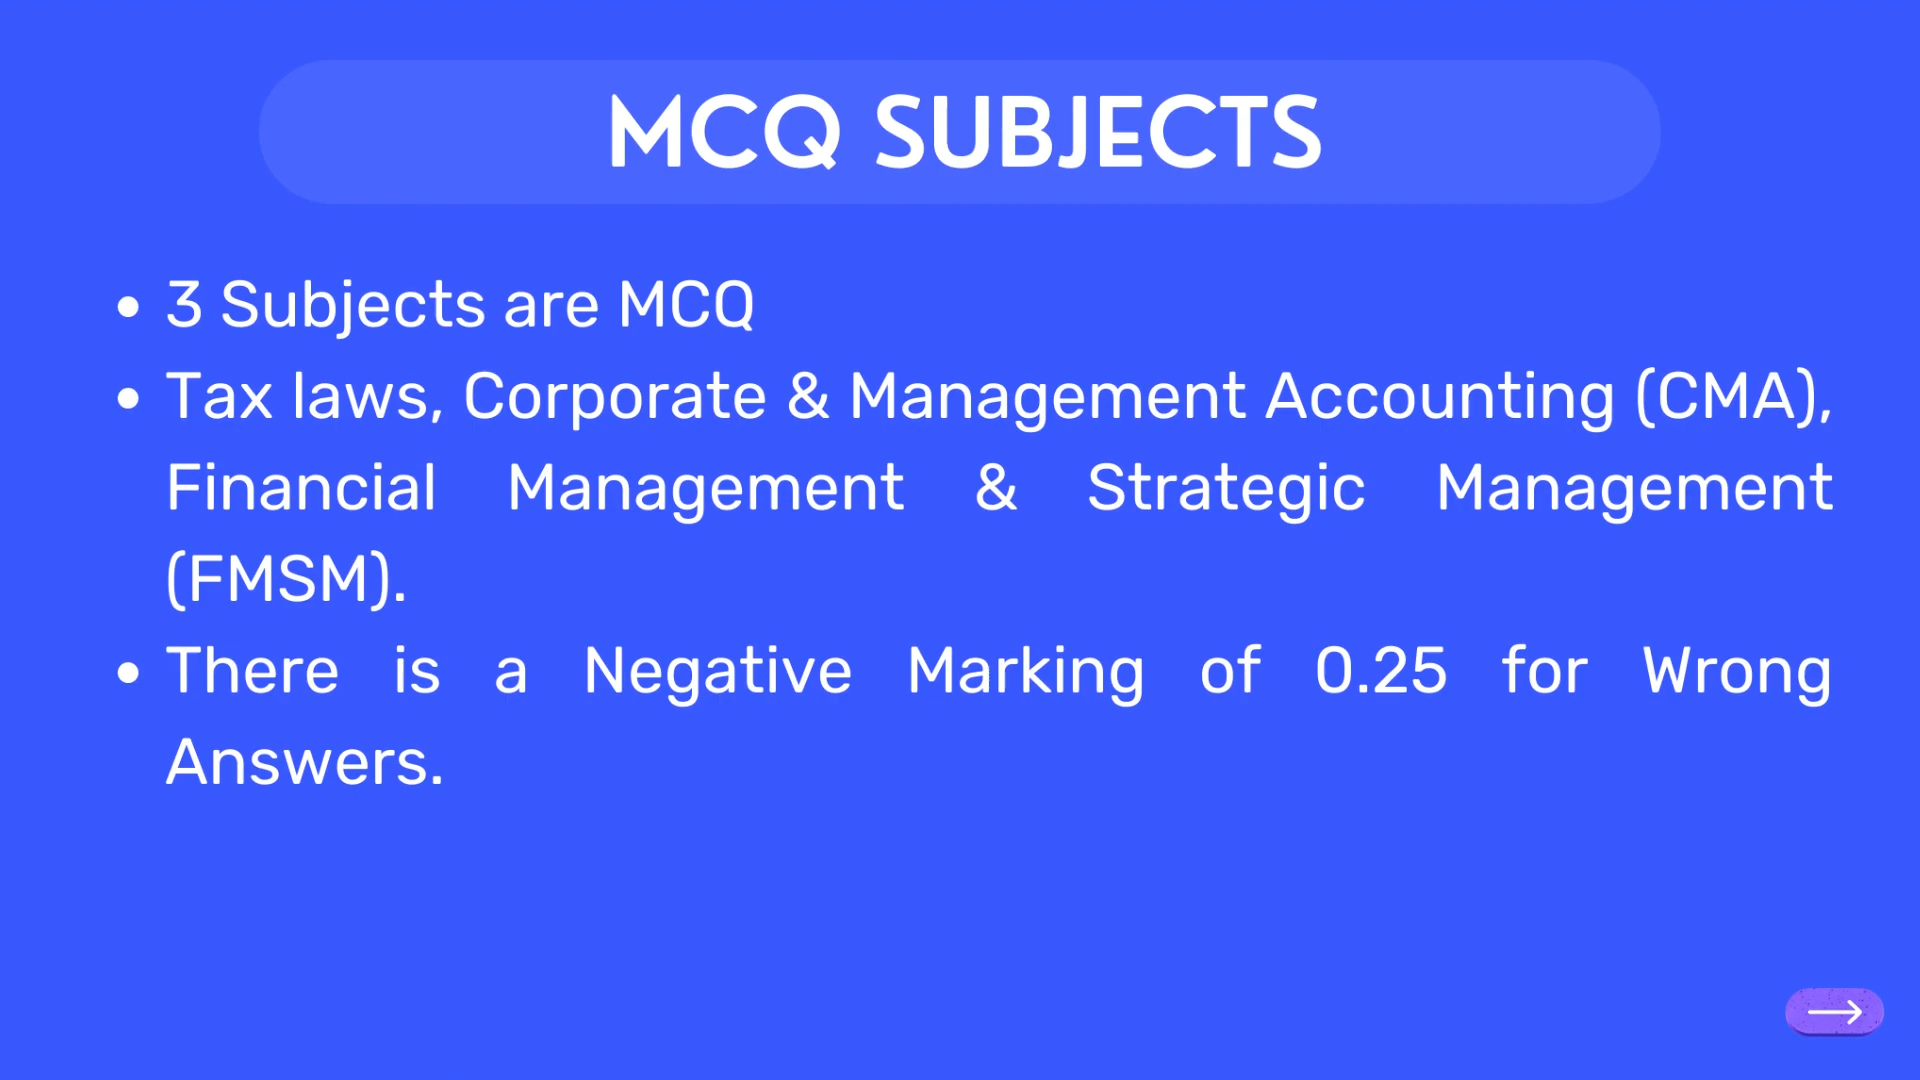 MCQ SUBJECTS
• 3 Subjects are MCQ
• Tax laws, Corporate & Management Accounting (CMA),
Financial Management & Strategic Management
(FMSM).
• There is a Negative Marking of 0.25 for Wrong
Answers.